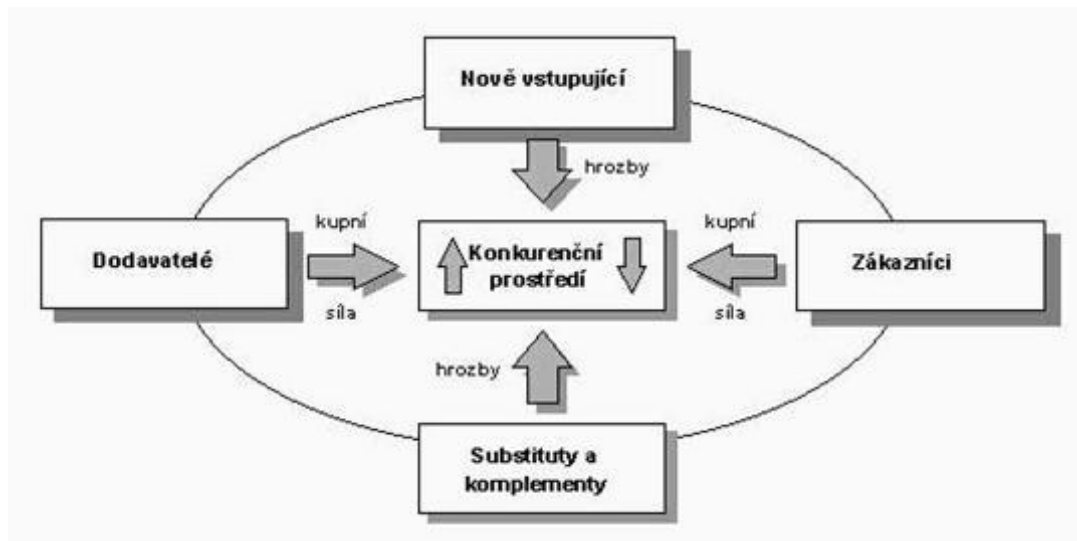 Nově vstupující
hrozby
kupní
Dodavatelé
síla
Konkurenční
prostředí
kupní
Zákazníci
síla
hrozby
Substituty a
komplementy